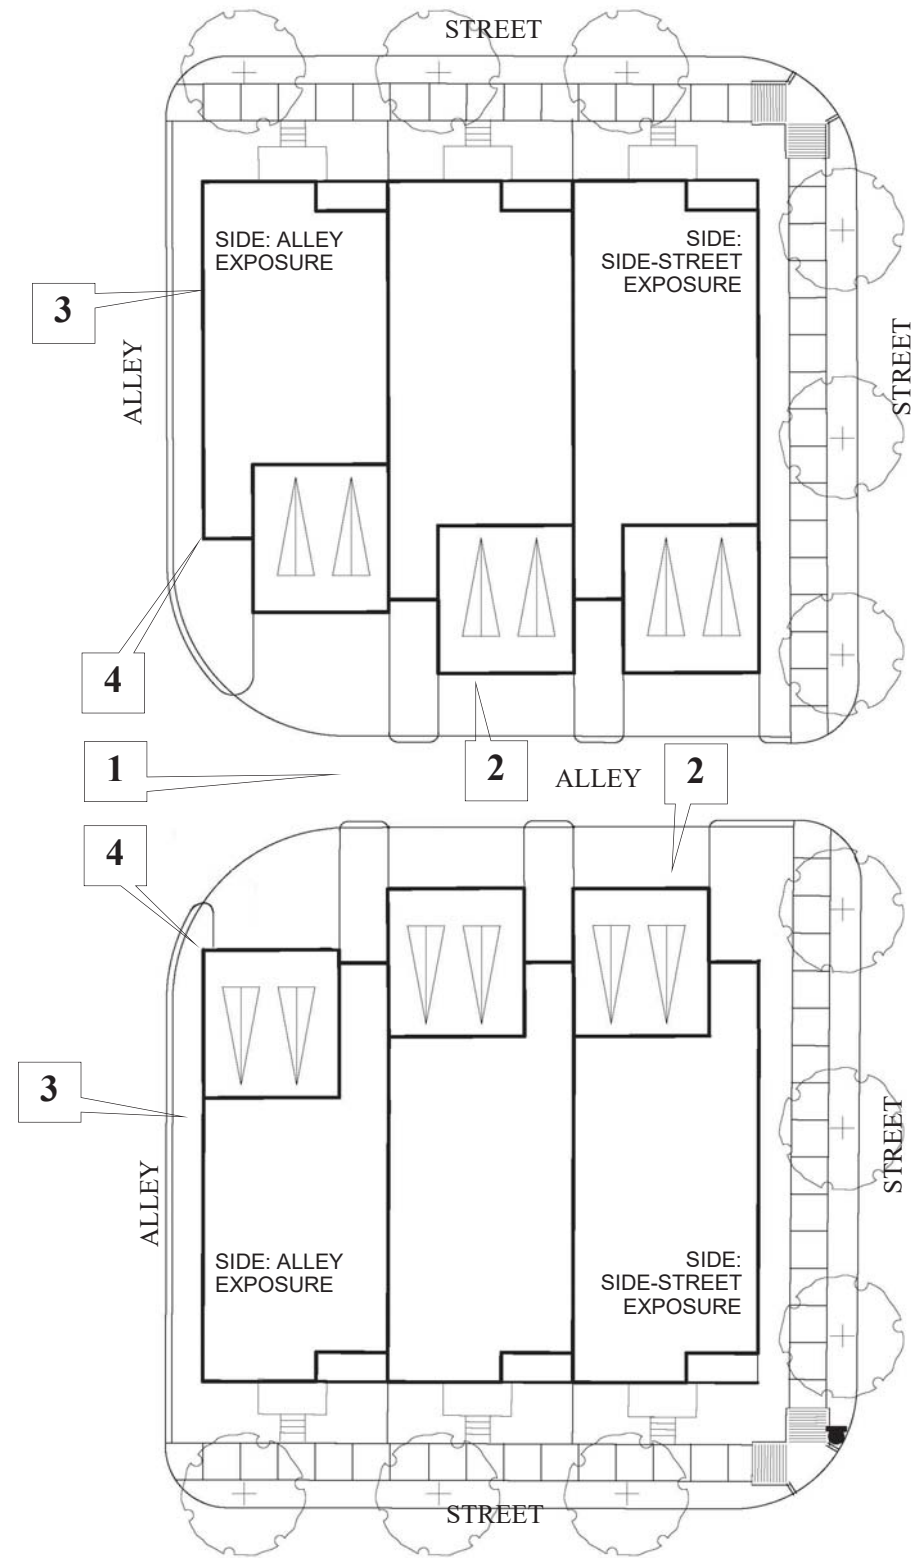 STREET
SIDE: ALLEY
EXPOSURE
SIDE:
SIDE-STREET
EXPOSURE
3
ALLEY
STREET
4
1
2
ALLEY
2
4
3
STREET
ALLEY
SIDE: ALLEY
EXPOSURE
SIDE:
SIDE-STREET
EXPOSURE
STREET